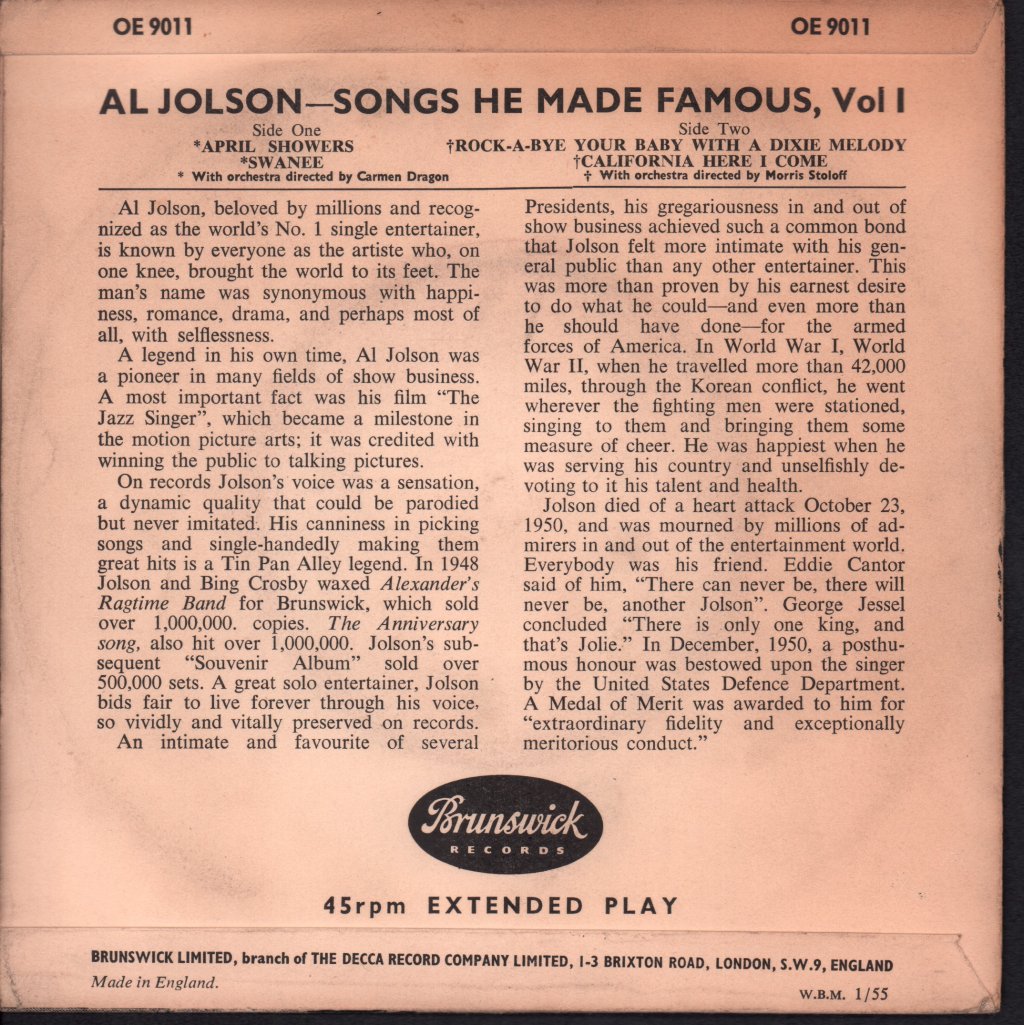 OE 9011 OE 9011
AL JOLSON—SONGS HE MADE FAMOUS, Vol I
Side One
*APRIL SHOWERS
*SWANEE
* With orchestra directed by Carmen Dragon
Side Two
†ROCK-A-BYE YOUR BABY WITH A DIXIE MELODY
†CALIFORNIA HERE I COME
† With orchestra directed by Morris Stoloff
Al Jolson, beloved by millions and recog-
nized as the world's No. 1 single entertainer,
is known by everyone as the artiste who, on
one knee, brought the world to its feet. The
man's name was synonymous with happi-
ness, romance, drama, and perhaps most of
all, with selflessness.
A legend in his own time, Al Jolson was
a pioneer in many fields of show business.
A most important fact was his film “The
Jazz Singer”, which became a milestone in
the motion picture arts; it was credited with
winning the public to talking pictures.
On records Jolson's voice was a sensation,
a dynamic quality that could be parodied
but never imitated. His canniness in picking
songs and single-handedly making them
great hits is a Tin Pan Alley legend. In 1948
Jolson and Bing Crosby waxed Alexander's
Ragtime Band for Brunswick, which sold
over 1,000,000. copies. The Anniversary
song, also hit over 1,000,000. Jolson's sub-
sequent “Souvenir Album” sold over
500,000 sets. A great solo entertainer, Jolson
bids fair to live forever through his voice,
so vividly and vitally preserved on records.
An intimate and favourite of several
Presidents, his gregariousness in and out of
show business achieved such a common bond
that Jolson felt more intimate with his gen-
eral public than any other entertainer. This
was more than proven by his earnest desire
to do what he could—and even more than
he should have done—for the armed
forces of America. In World War I, World
War II, when he travelled more than 42,000
miles, through the Korean conflict, he went
wherever the fighting men were stationed,
singing to them and bringing them some
measure of cheer. He was happiest when he
was serving his country and unselfishly de-
voting to it his talent and health.
Jolson died of a heart attack October 23,
1950, and was mourned by millions of ad-
mirers in and out of the entertainment world.
Everybody was his friend. Eddie Cantor
said of him, “There can never be, there will
never be, another Jolson”. George Jessel
concluded “There is only one king, and
that's Jolie.” In December, 1950, a posthu-
mous honour was bestowed upon the singer
by the United States Defence Department.
A Medal of Merit was awarded to him for
“extraordinary fidelity and exceptionally
meritorious conduct.”
Brunswick
RECORDS
45rpm EXTENDED PLAY
BRUNSWICK LIMITED, branch of THE DECCA RECORD COMPANY LIMITED, 1-3 BRIXTON ROAD, LONDON, S.W.9, ENGLAND
Made in England.
W.B.M. 1/55